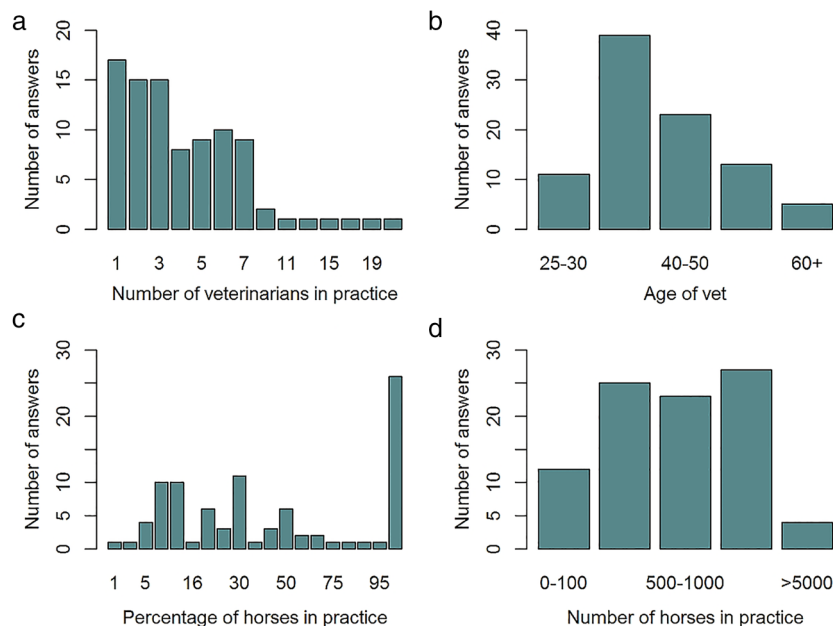 a
20
15
10
5
0
Number of answers
1 3 5 7 11 15 19
Number of veterinarians in practice
b
40
30
20
10
0
Number of answers
25-30 40-50 60+
Age of vet
c
30
20
10
5
0
Number of answers
1 5 16 30 50 75 95
Percentage of horses in practice
d
30
20
10
5
0
Number of answers
0-100 500-1000 >5000
Number of horses in practice